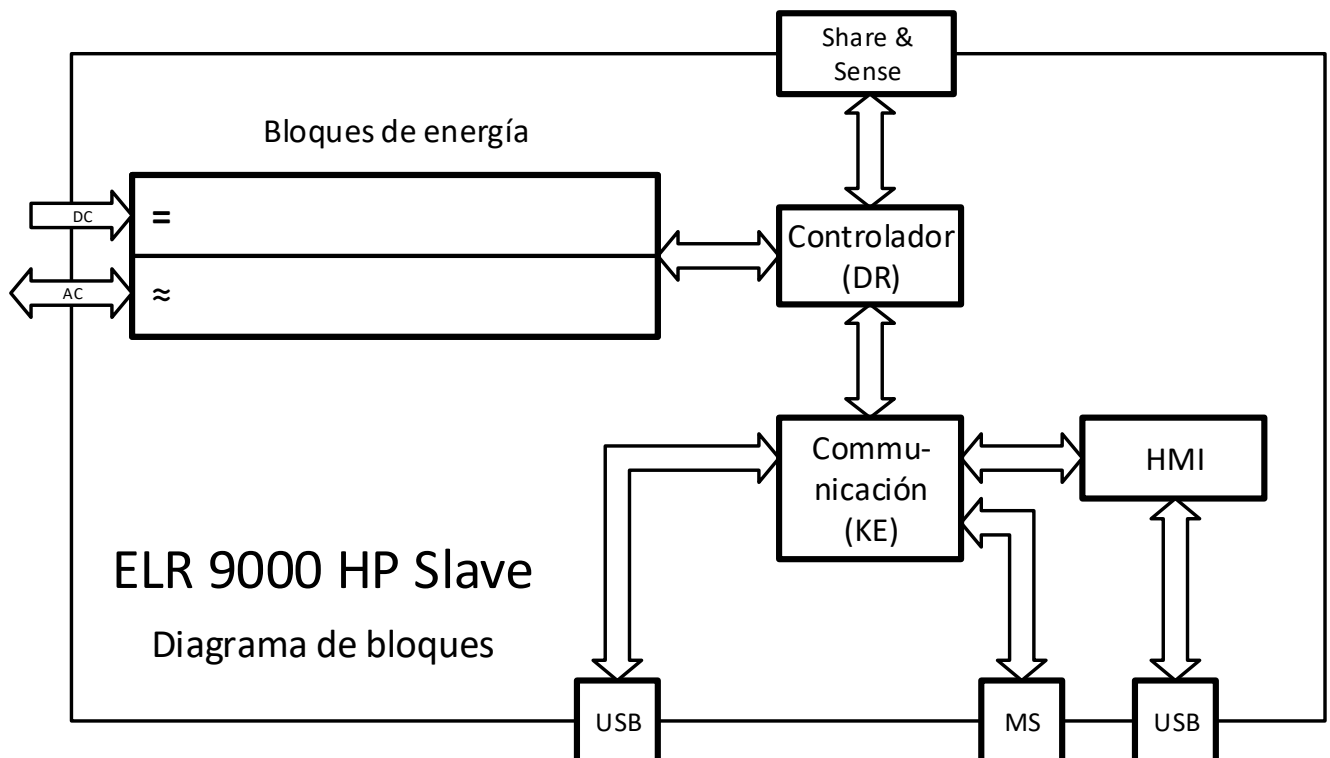 Share &
Sense
Bloques de energía
DC
=
AC
≈
Controlador
(DR)
Commu-
nicación
(KE)
HMI
ELR 9000 HP Slave
Diagrama de bloques
USB
MS
USB